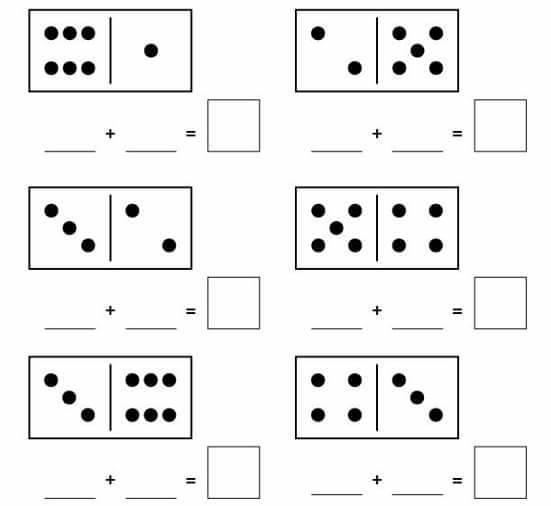 ___ + ___ =
___ + ___ =
___ + ___ =
___ + ___ =
___ + ___ =
___ + ___ =